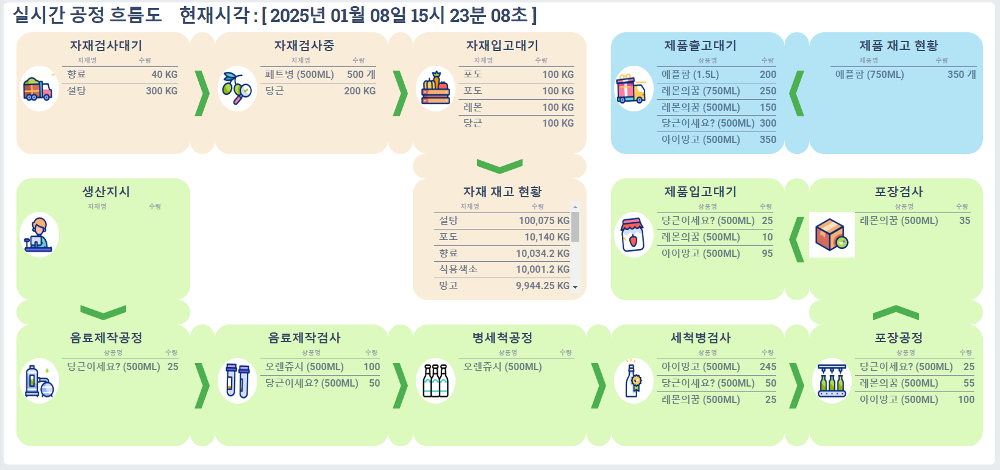 실시간 공정 흐름도 현재시각 : [ 2025년 01월 08일 15시 23분 08초 ]
자재검사대기
자재명 수량
향료 40 KG
설탕 300 KG
자재검사중
자재명 수량
페트병 (500ML) 500 개
당근 200 KG
자재입고대기
자재명 수량
포도 100 KG
포도 100 KG
레몬 100 KG
당근 100 KG
제품출고대기
상품명 수량
애플팜 (1.5L) 200
레몬의꿈 (750ML) 250
레몬의꿈 (500ML) 150
당근이세요? (500ML) 300
아이망고 (500ML) 350
제품 재고 현황
제품명 수량
애플팜 (750ML) 350 개
생산지시
자재명 수량
자재 재고 현황
자재명 수량
설탕 100,075 KG
포도 10,140 KG
향료 10,034.2 KG
식용색소 10,001.2 KG
망고 9,944.25 KG
제품입고대기
상품명 수량
당근이세요? (500ML) 25
레몬의꿈 (500ML) 10
아이망고 (500ML) 95
포장검사
상품명 수량
레몬의꿈 (500ML) 35
음료제작공정
상품명 수량
당근이세요? (500ML) 25
음료제작검사
상품명 수량
오렌쥬시 (500ML) 100
당근이세요? (500ML) 50
병세척공정
상품명 수량
오렌쥬시 (500ML)
세척병검사
상품명 수량
아이망고 (500ML) 245
당근이세요? (500ML) 50
레몬의꿈 (500ML) 25
포장공정
상품명 수량
당근이세요? (500ML) 25
레몬의꿈 (500ML) 55
아이망고 (500ML) 100